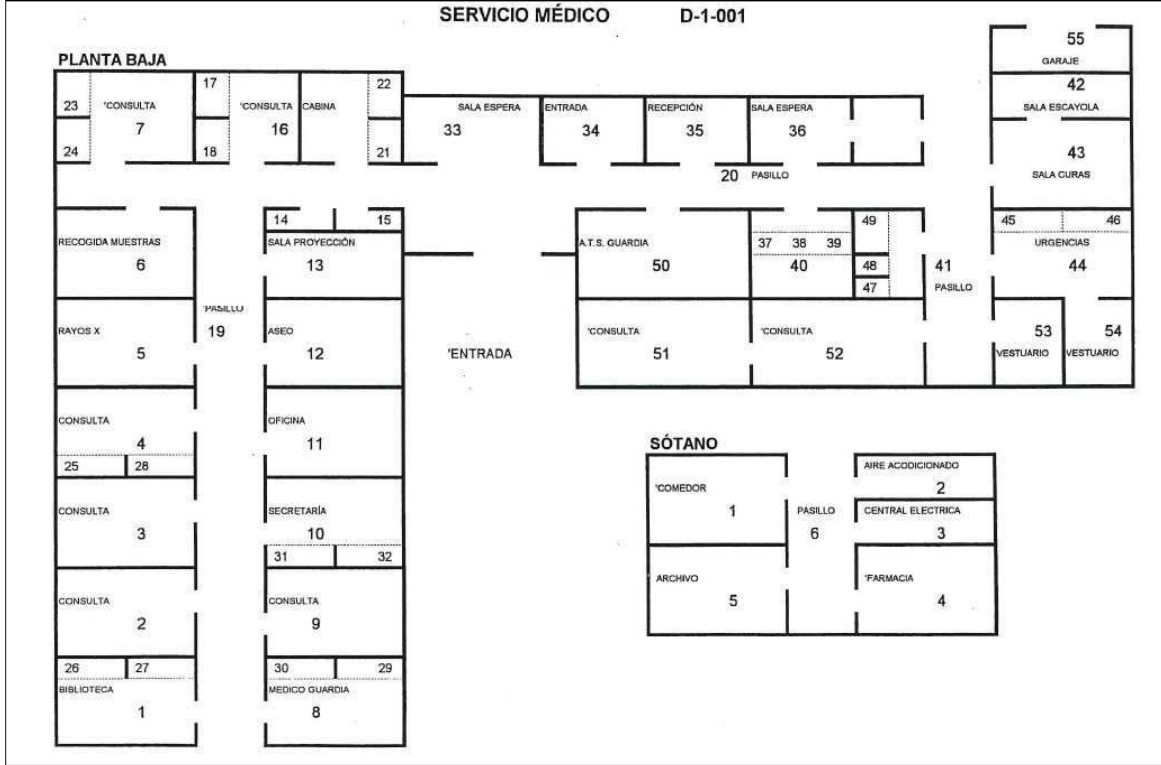 SERVICIO MÉDICO D-1-001
PLANTA BAJA
55
GARAJE
42
SALA ESCAYOLA
43
SALA CURAS
23
'CONSULTA
7
24
17
'CONSULTA
16
18
CABINA
22
21
SALA ESPERA
33
ENTRADA
34
RECEPCIÓN
35
SALA ESPERA
36
20 PASILLO
RECOGIDA MUESTRAS
6
14
15
SALA PROYECCIÓN
13
A.T.S. GUARDIA
50
37 38 39
40
49
48
47
41
PASILLO
45
46
URGENCIAS
44
RAYOS X
5
'PASILLO
19
ASEO
12
'ENTRADA
'CONSULTA
51
'CONSULTA
52
53
VESTUARIO
54
VESTUARIO
CONSULTA
4
25
28
OFICINA
11
CONSULTA
3
SECRETARÍA
10
31
32
CONSULTA
2
CONSULTA
9
26
27
BIBLIOTECA
1
30
29
MEDICO GUARDIA
8
SÓTANO
'COMEDOR
1
PASILLO
6
AIRE ACODICIONADO
2
CENTRAL ELECTRICA
3
ARCHIVO
5
'FARMACIA
4